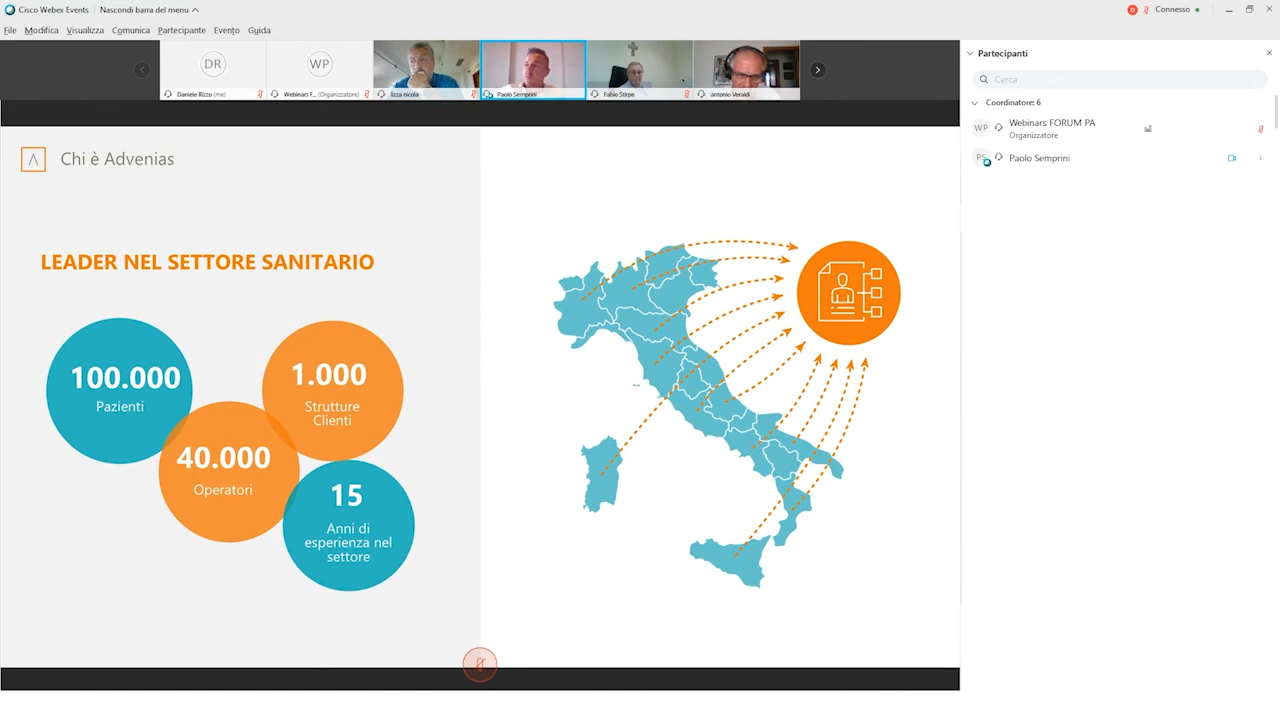 Cisco Webex Events
Nascondi barra del menu
Connesso
File Modifica Visualizza Comunica Partecipante Evento Guida
DR
WP
Daniele Rizzo (me)
Webinars F... (Organizzatore)
Rizza nicola
Paolo Semprini
Fabio Stirpe
antonio Veraldi
Partecipanti
Cerca
Coordinatore: 6
WP
Webinars FORUM PA
Organizzatore
PS
Paolo Semprini
Chi è Advenias
LEADER NEL SETTORE SANITARIO
100.000
Pazienti
1.000
Strutture
Clienti
40.000
Operatori
15
Anni di
esperienza nel
settore